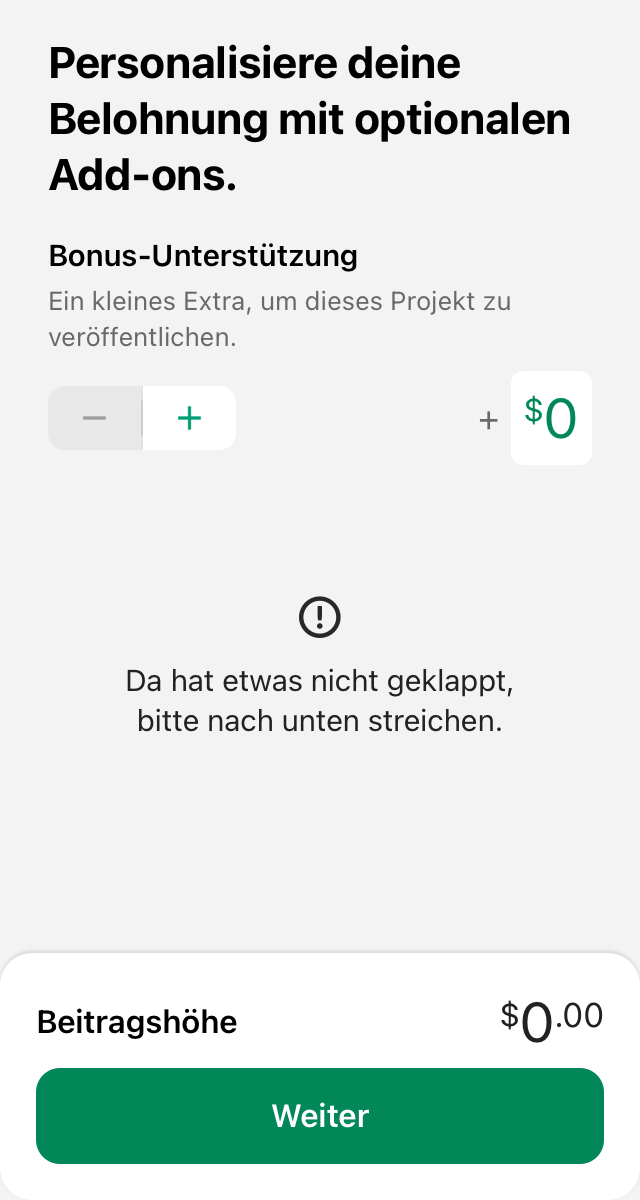 Personalisiere deine
Belohnung mit optionalen
Add-ons.
Bonus-Unterstützung
Ein kleines Extra, um dieses Projekt zu
veröffentlichen.
− + + $0
Da hat etwas nicht geklappt,
bitte nach unten streichen.
Beitragshöhe $0.00
Weiter